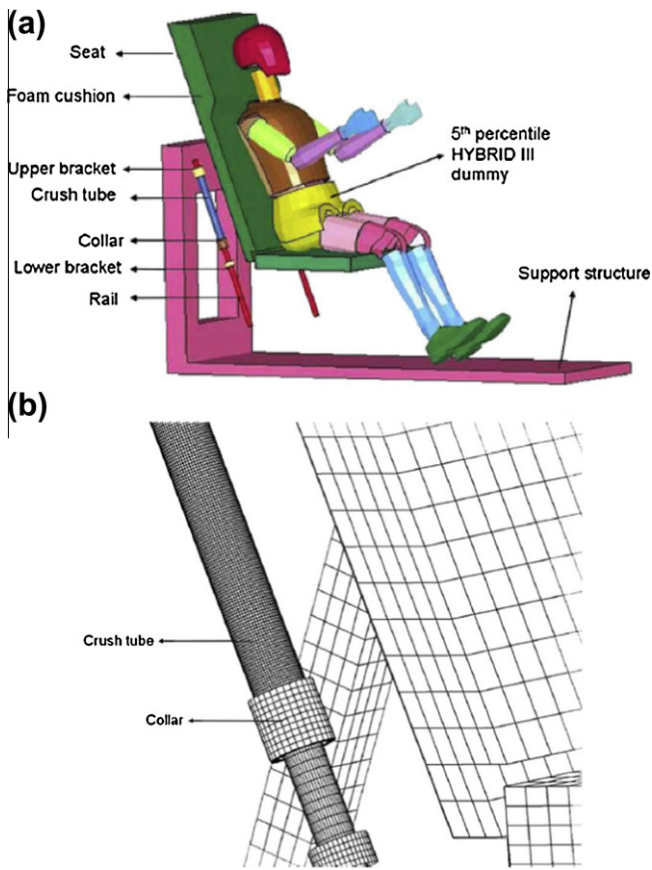 (a)
Seat
Foam cushion
Upper bracket
Crush tube
Collar
Lower bracket
Rail
5th percentile
HYBRID III
dummy
Support structure
(b)
Crush tube
Collar